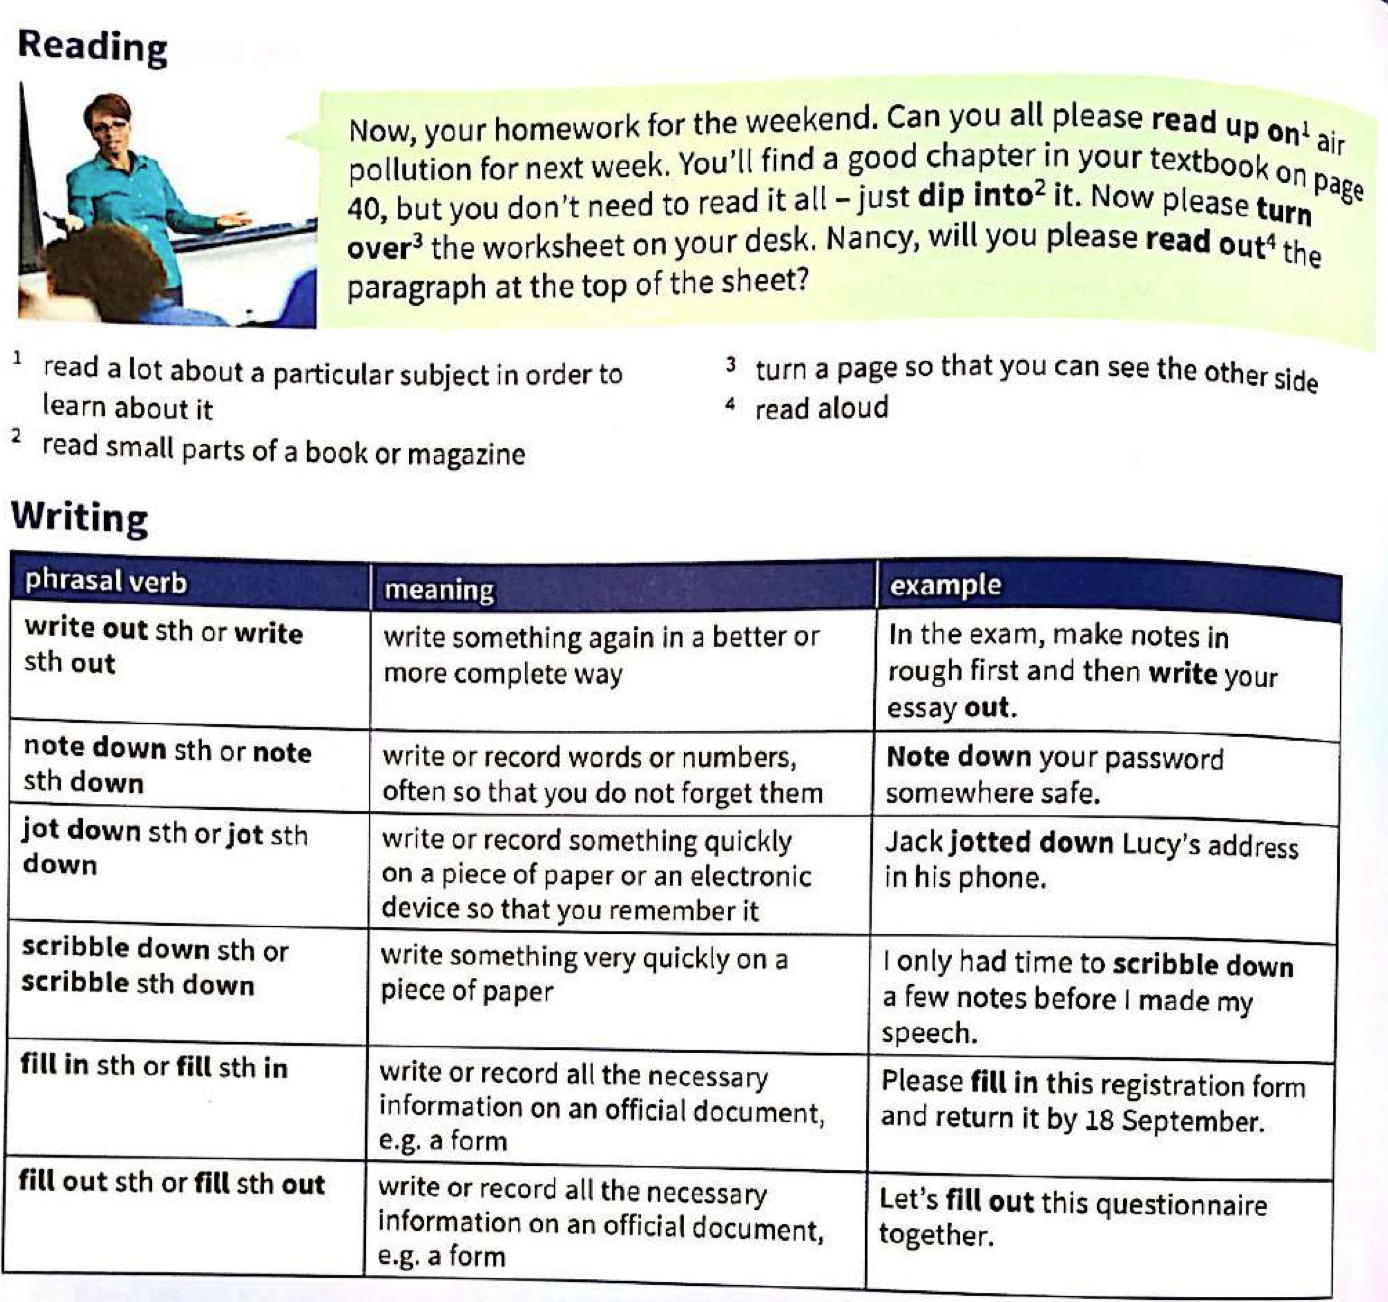 Reading
Now, your homework for the weekend. Can you all please read up on¹ air
pollution for next week. You'll find a good chapter in your textbook on page
40, but you don't need to read it all – just dip into² it. Now please turn
over³ the worksheet on your desk. Nancy, will you please read out⁴ the
paragraph at the top of the sheet?
¹ read a lot about a particular subject in order to
learn about it
² read small parts of a book or magazine
³ turn a page so that you can see the other side
⁴ read aloud
Writing
phrasal verb
meaning
example
write out sth or write
sth out
write something again in a better or
more complete way
In the exam, make notes in
rough first and then write your
essay out.
note down sth or note
sth down
write or record words or numbers,
often so that you do not forget them
Note down your password
somewhere safe.
jot down sth or jot sth
down
write or record something quickly
on a piece of paper or an electronic
device so that you remember it
Jack jotted down Lucy's address
in his phone.
scribble down sth or
scribble sth down
write something very quickly on a
piece of paper
I only had time to scribble down
a few notes before I made my
speech.
fill in sth or fill sth in
write or record all the necessary
information on an official document,
e.g. a form
Please fill in this registration form
and return it by 18 September.
fill out sth or fill sth out
write or record all the necessary
information on an official document,
e.g. a form
Let's fill out this questionnaire
together.